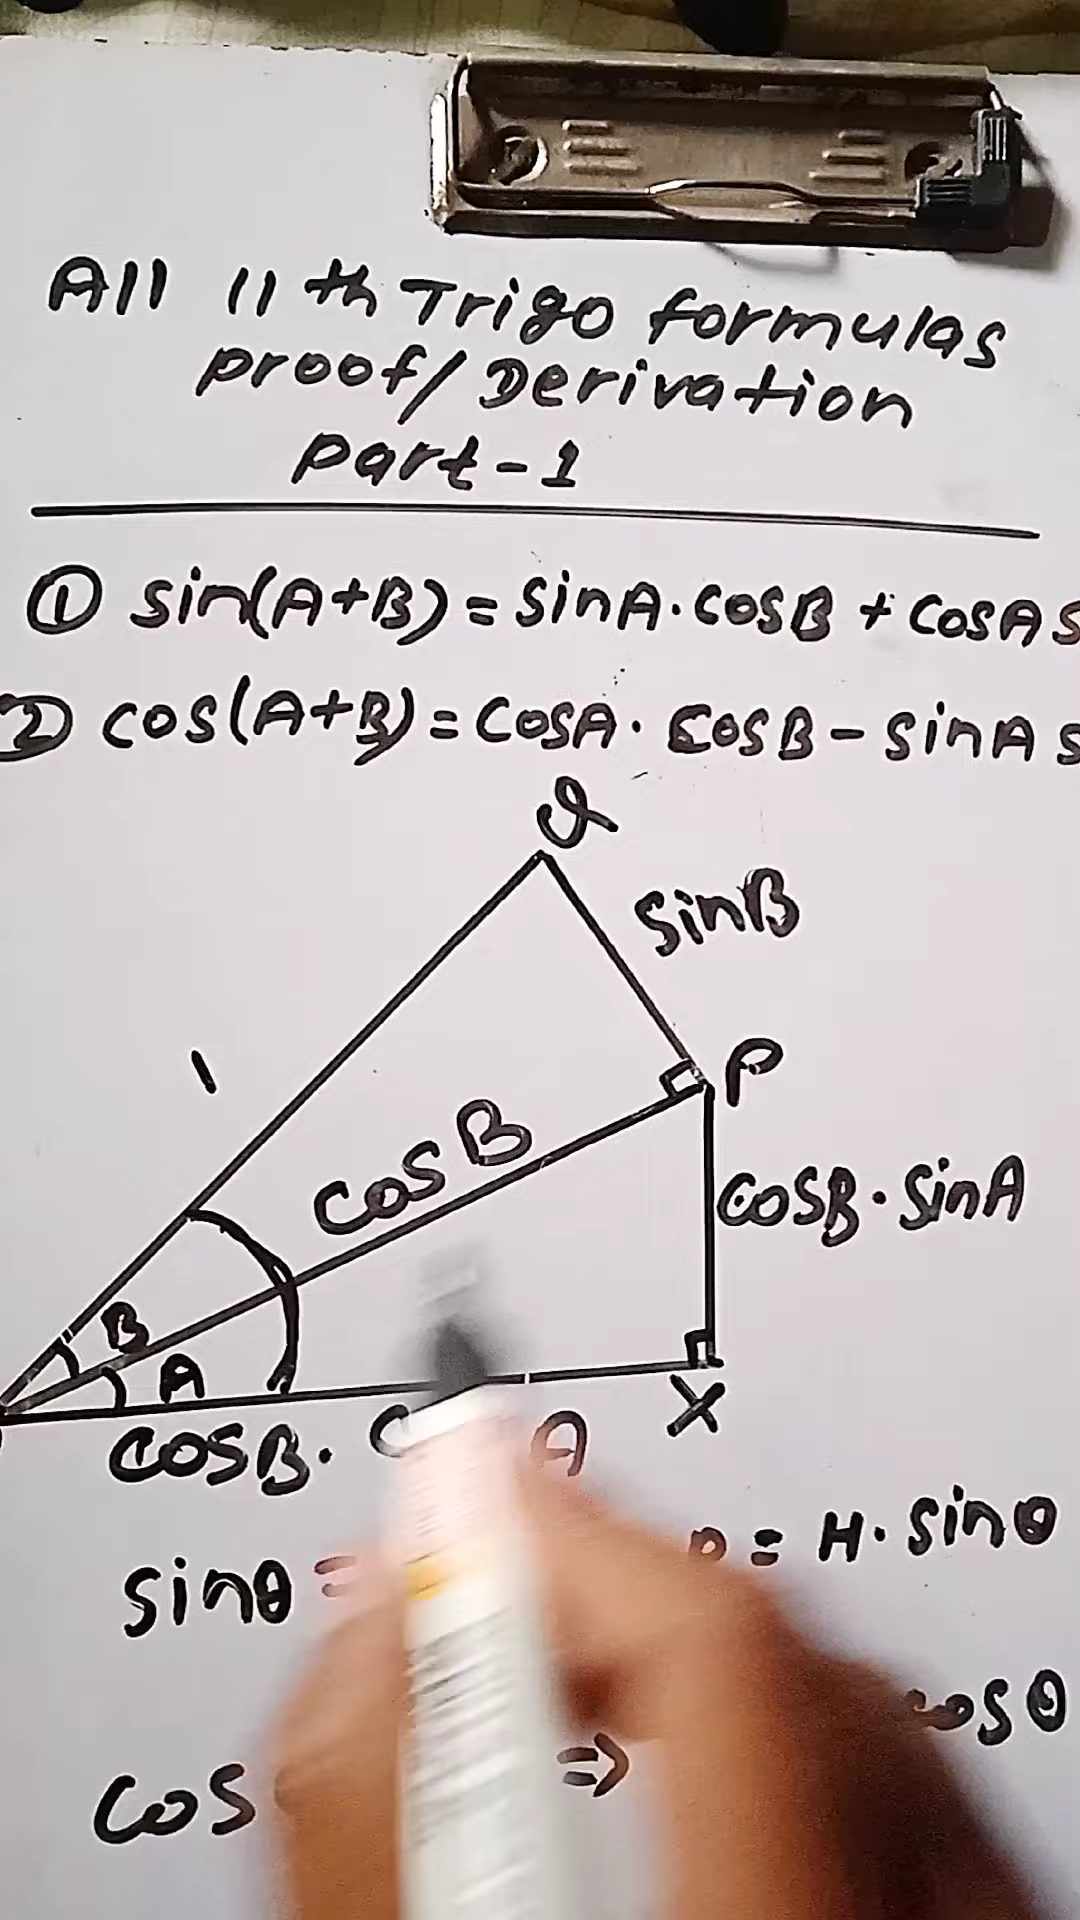 All 11th Trigo formulas
proof/Derivation
part-1
① sin(A+B)=sinA·cosB + cosA s
② cos(A+B)=cosA· cosB - sinA s
Q
sinB
1
P
cosB
cosB·sinA
B
A
X
cosB· A
sinθ = = H·sinθ
cos ⇒ cosθ